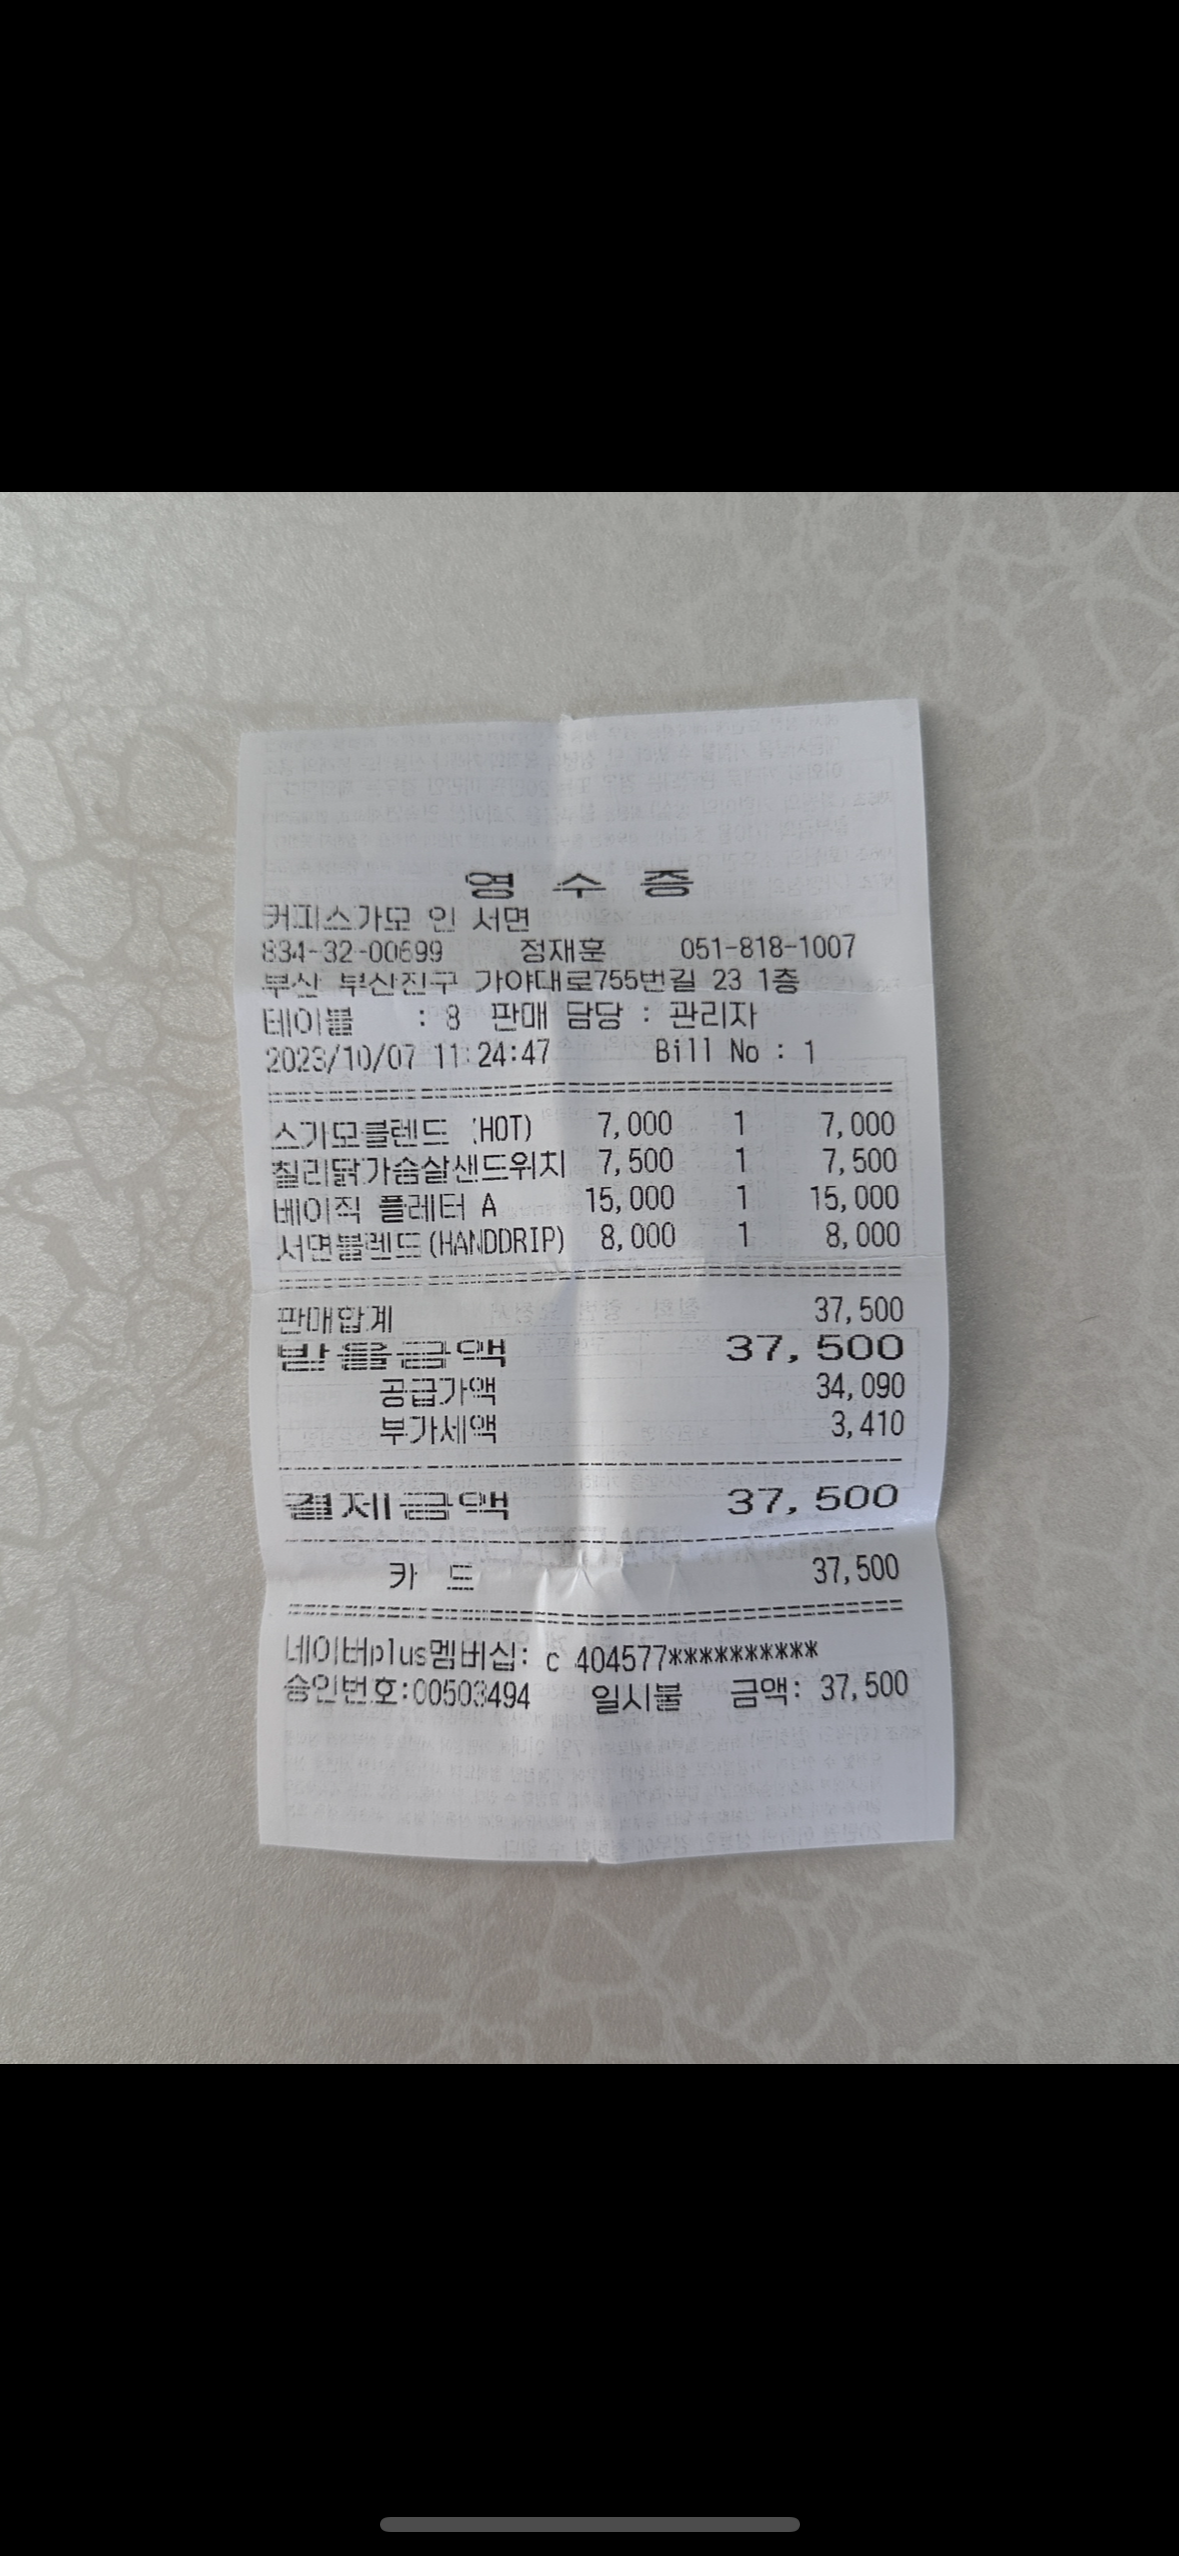 영 수 증
커피스가모 인 서면
834-32-00699 정재훈 051-818-1007
부산 부산진구 가야대로755번길 23 1층
테이블 : 8 판매 담당 : 관리자
2023/10/07 11:24:47 Bill No : 1
스가모블렌드 (HOT) 7,000 1 7,000
칠리닭가슴살샌드위치 7,500 1 7,500
베이직 플레터 A 15,000 1 15,000
서면블렌드(HANDDRIP) 8,000 1 8,000
판매합계 37,500
받을금액 37,500
공급가액 34,090
부가세액 3,410
결제금액 37,500
카 드 37,500
네이버plus멤버십: c 404577**********
승인번호:00503494 일시불 금액: 37,500